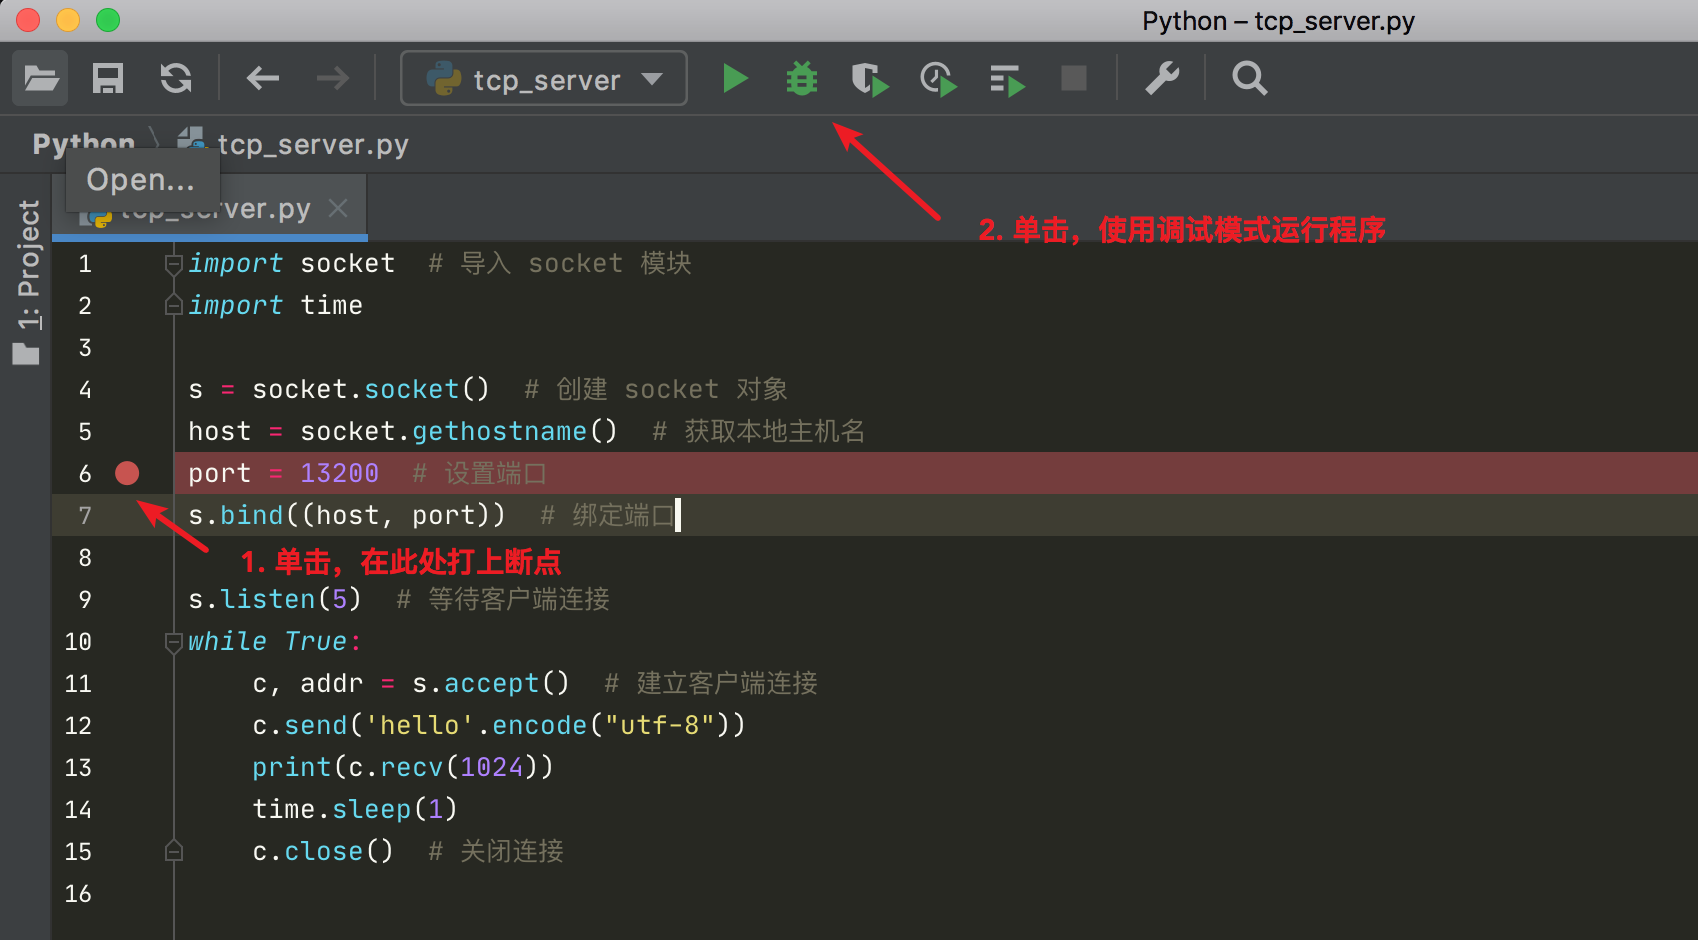 Python – tcp_server.py
tcp_server
Python tcp_server.py
Open...
tcp_server.py
1: Project
2. 单击，使用调试模式运行程序
1 import socket  # 导入 socket 模块
2 import time
3
4 s = socket.socket()  # 创建 socket 对象
5 host = socket.gethostname()  # 获取本地主机名
6 port = 13200  # 设置端口
7 s.bind((host, port))  # 绑定端口
8
1. 单击，在此处打上断点
9 s.listen(5)  # 等待客户端连接
10 while True:
11     c, addr = s.accept()  # 建立客户端连接
12     c.send('hello'.encode("utf-8"))
13     print(c.recv(1024))
14     time.sleep(1)
15     c.close()  # 关闭连接
16